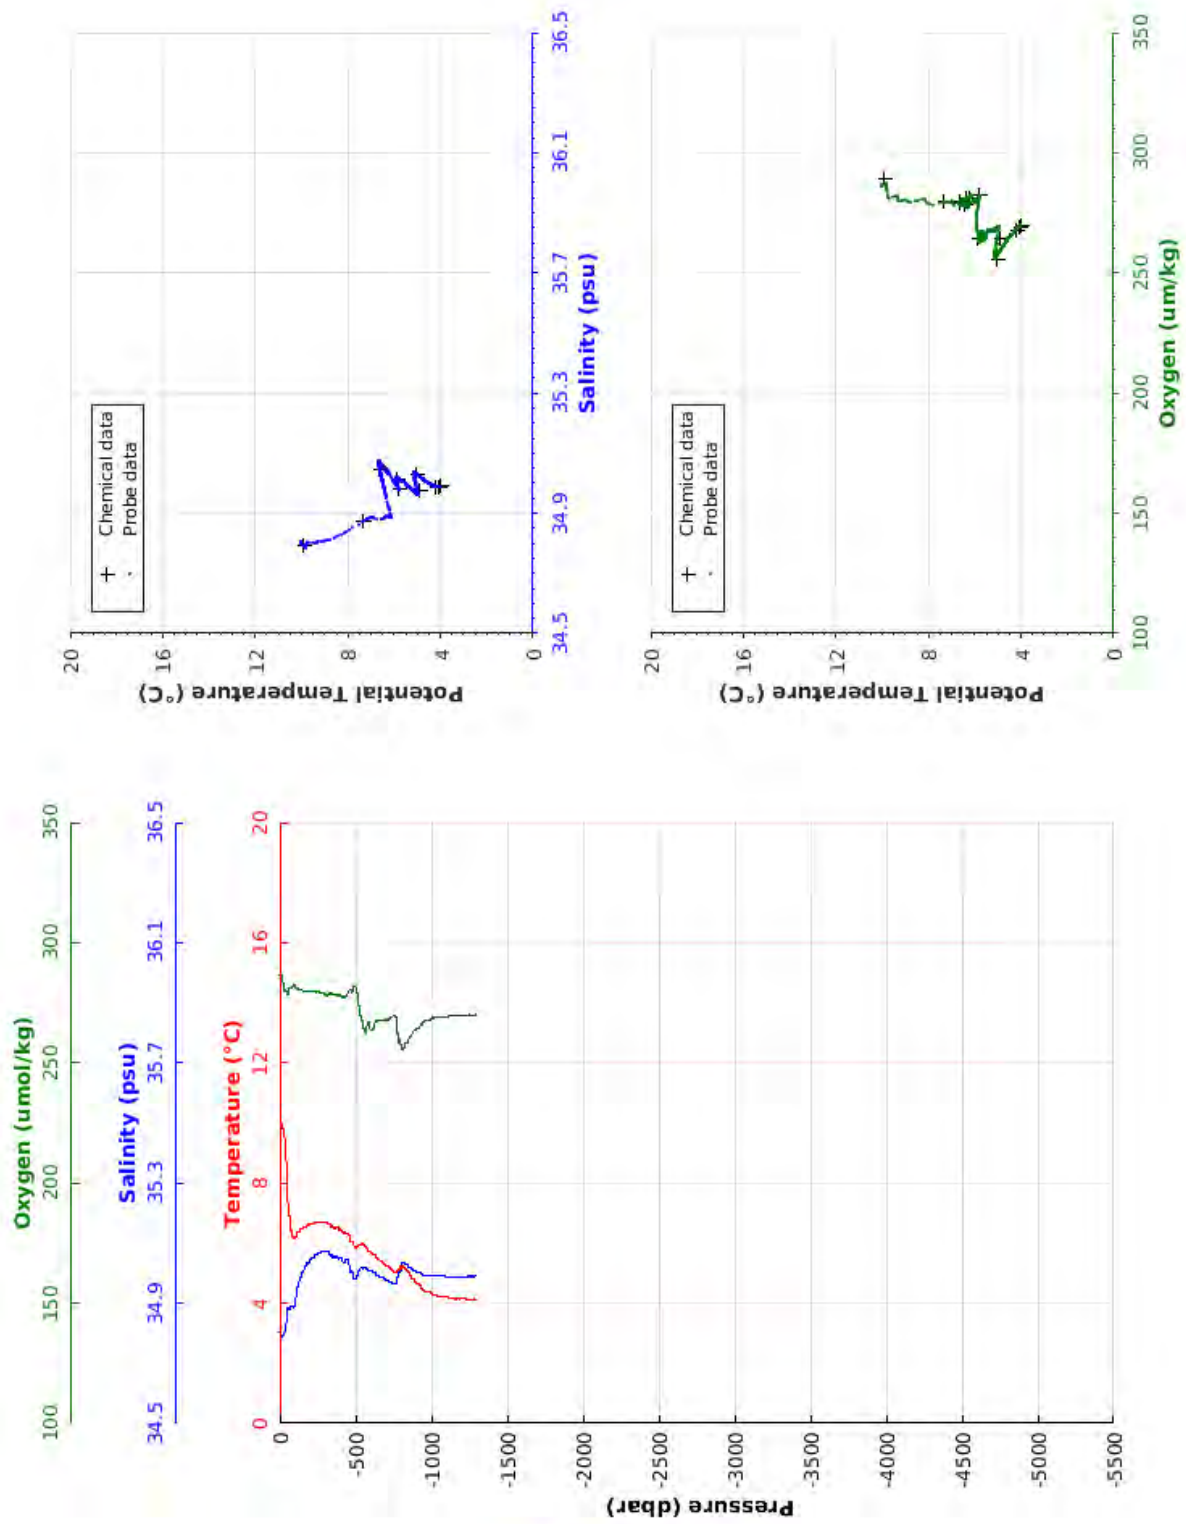 Oxygen (umol/kg)
100 150 200 250 300 350
Salinity (psu)
34.5 34.9 35.3 35.7 36.1 36.5
Temperature (°C)
0 4 8 12 16 20
0
-500
-1000
-1500
-2000
-2500
-3000
-3500
-4000
-4500
-5000
-5500
Pressure (dbar)
20
16
12
8
4
0
Potential Temperature (°C)
+ Chemical data
. Probe data
34.5 34.9 35.3 35.7 36.1 36.5
Salinity (psu)
20
16
12
8
4
0
Potential Temperature (°C)
+ Chemical data
. Probe data
100 150 200 250 300 350
Oxygen (um/kg)